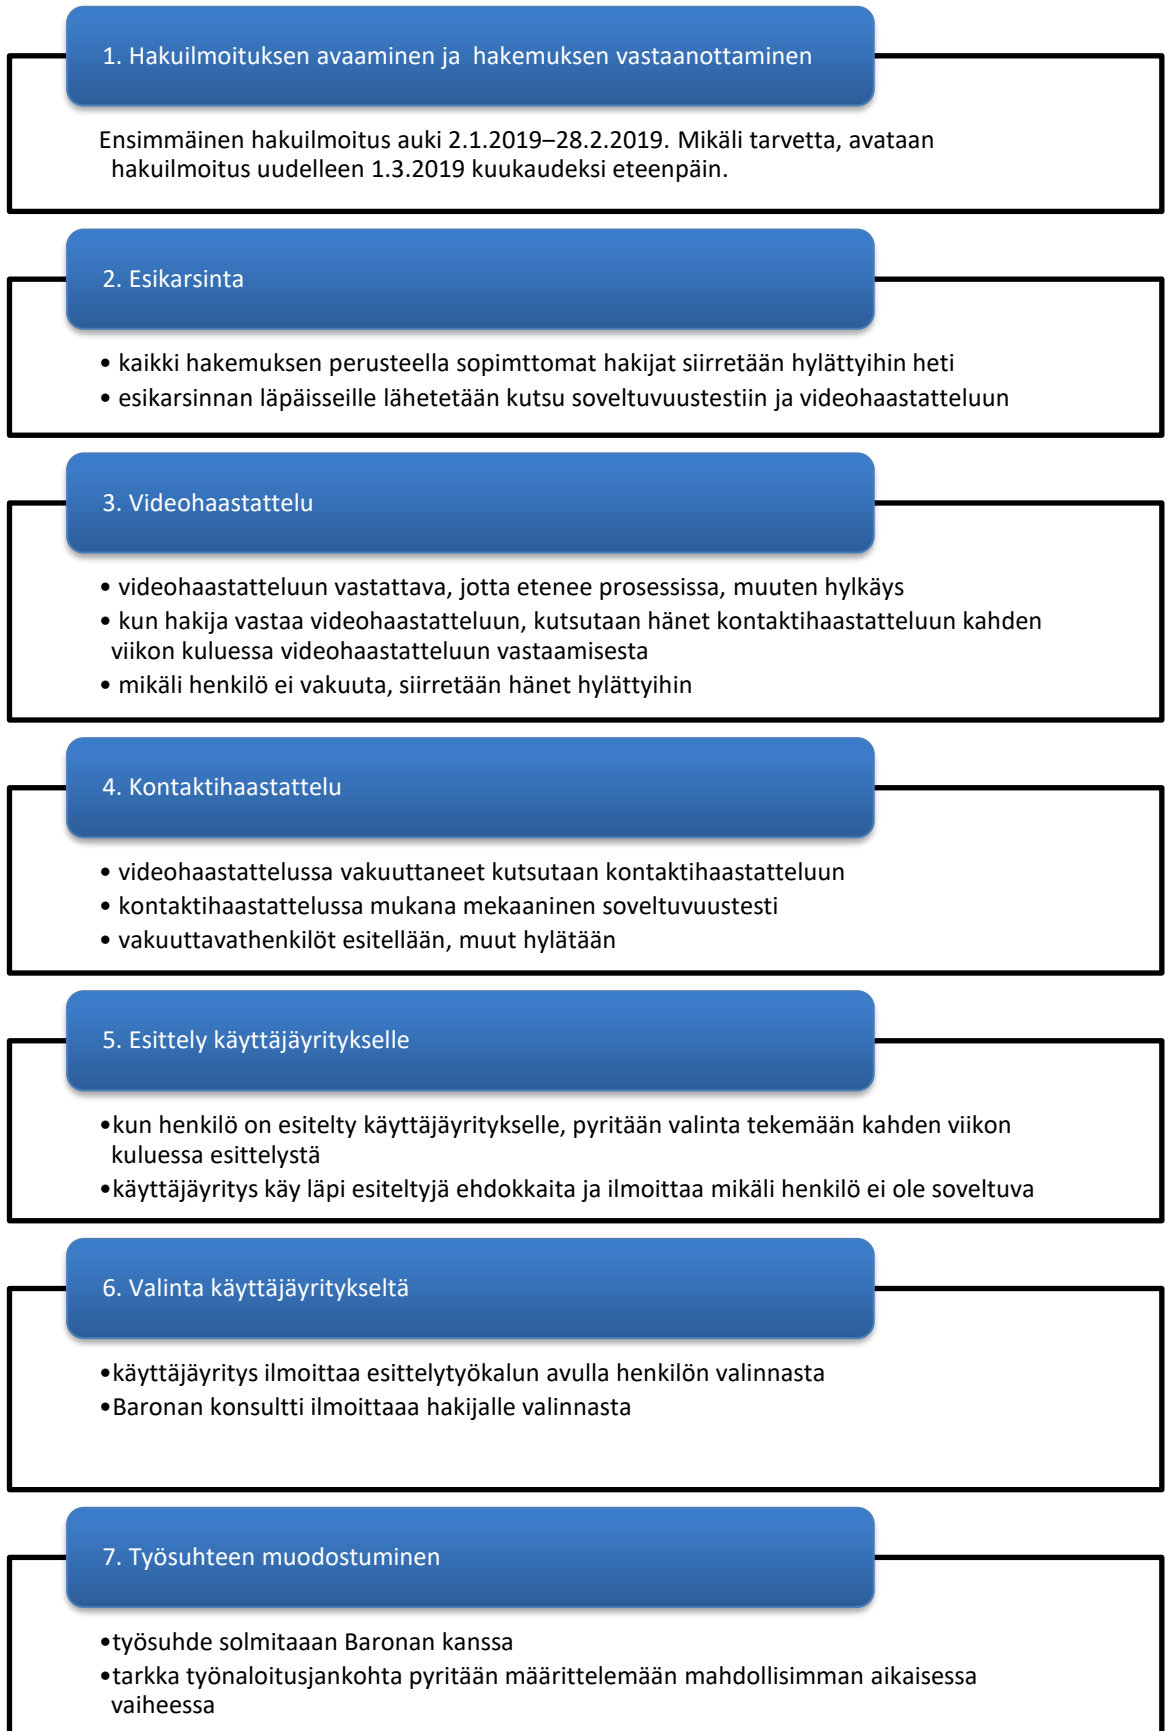 1. Hakuilmoituksen avaaminen ja hakemuksen vastaanottaminen
Ensimmäinen hakuilmoitus auki 2.1.2019–28.2.2019. Mikäli tarvetta, avataan
hakuilmoitus uudelleen 1.3.2019 kuukaudeksi eteenpäin.
2. Esikarsinta
• kaikki hakemuksen perusteella sopimttomat hakijat siirretään hylättyihin heti
• esikarsinnan läpäisseille lähetetään kutsu soveltuvuustestiin ja videohaastatteluun
3. Videohaastattelu
• videohaastatteluun vastattava, jotta etenee prosessissa, muuten hylkäys
• kun hakija vastaa videohaastatteluun, kutsutaan hänet kontaktihaastatteluun kahden
viikon kuluessa videohaastatteluun vastaamisesta
• mikäli henkilö ei vakuuta, siirretään hänet hylättyihin
4. Kontaktihaastattelu
• videohaastattelussa vakuuttaneet kutsutaan kontaktihaastatteluun
• kontaktihaastattelussa mukana mekaaninen soveltuvuustesti
• vakuuttavathenkilöt esitellään, muut hylätään
5. Esittely käyttäjäyritykselle
•kun henkilö on esitelty käyttäjäyritykselle, pyritään valinta tekemään kahden viikon
kuluessa esittelystä
•käyttäjäyritys käy läpi esiteltyjä ehdokkaita ja ilmoittaa mikäli henkilö ei ole soveltuva
6. Valinta käyttäjäyritykseltä
•käyttäjäyritys ilmoittaa esittelytyökalun avulla henkilön valinnasta
•Baronan konsultti ilmoittaaa hakijalle valinnasta
7. Työsuhteen muodostuminen
•työsuhde solmitaaan Baronan kanssa
•tarkka työnaloitusjankohta pyritään määrittelemään mahdollisimman aikaisessa
vaiheessa